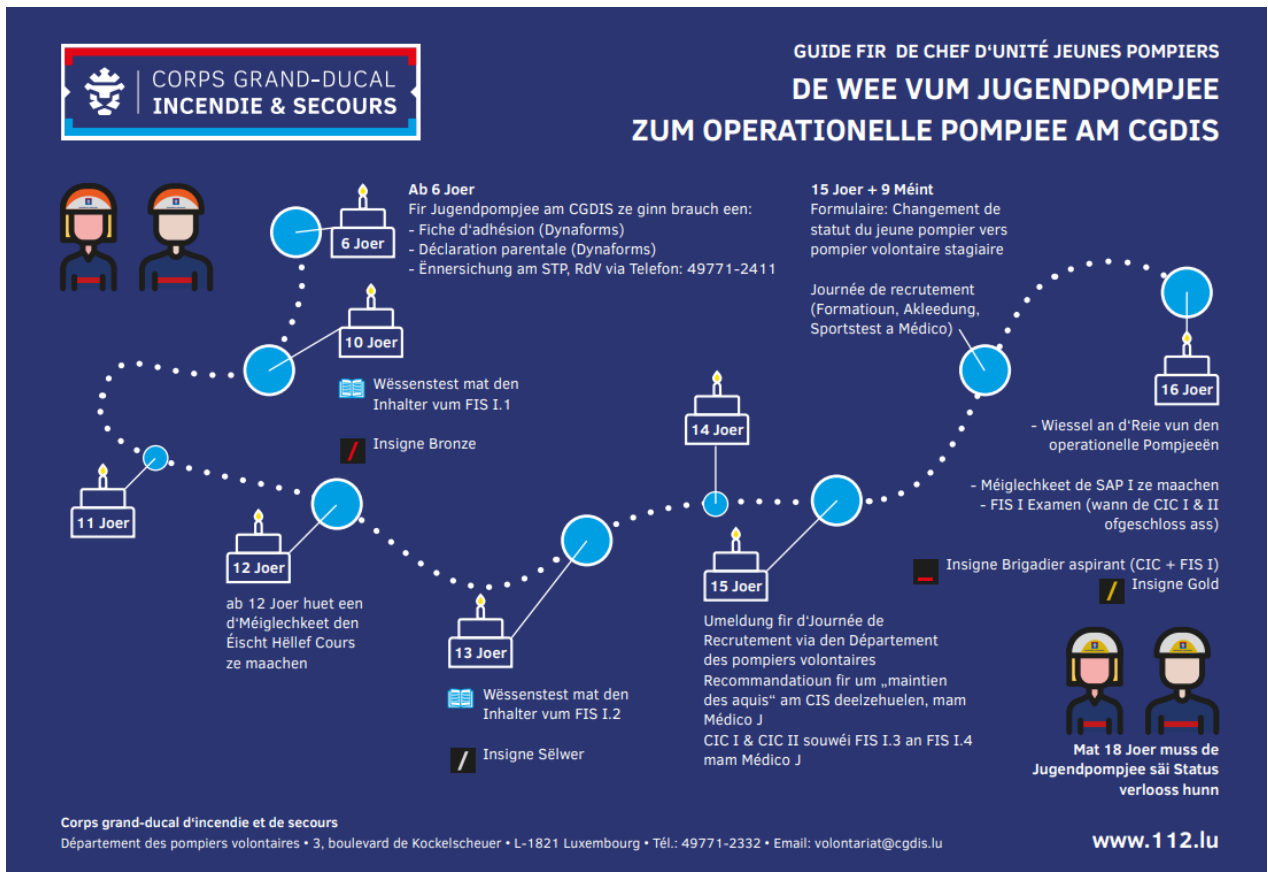 CORPS GRAND-DUCAL
INCENDIE & SECOURS
GUIDE FIR DE CHEF D'UNITÉ JEUNES POMPIERS
DE WEE VUM JUGENDPOMPJEE
ZUM OPERATIONELLE POMPJEE AM CGDIS
6 Joer
Ab 6 Joer
Fir Jugendpompjee am CGDIS ze ginn brauch een:
- Fiche d'adhésion (Dynaforms)
- Déclaration parentale (Dynaforms)
- Ënnersichung am STP, RdV via Telefon: 49771-2411
10 Joer
Wëssenstest mat den
Inhalter vum FIS I.1
Insigne Bronze
11 Joer
12 Joer
ab 12 Joer huet een
d'Méiglechkeet den
Éischt Hëllef Cours
ze maachen
13 Joer
Wëssenstest mat den
Inhalter vum FIS I.2
Insigne Sëlwer
14 Joer
15 Joer
Umeldung fir d'Journée de
Recrutement via den Département
des pompiers volontaires
Recommandatioun fir um „maintien
des aquis“ am CIS deelzehuelen, mam
Médico J
CIC I & CIC II souwéi FIS I.3 an FIS I.4
mam Médico J
15 Joer + 9 Méint
Formulaire: Changement de
statut du jeune pompier vers
pompier volontaire stagiaire
Journée de recrutement
(Formatioun, Akleedung,
Sportstest a Médico)
16 Joer
- Wiessel an d'Reie vun den
operationelle Pompjeeën
- Méiglechkeet de SAP I ze maachen
- FIS I Examen (wann de CIC I & II
ofgeschloss ass)
Insigne Brigadier aspirant (CIC + FIS I)
Insigne Gold
Mat 18 Joer muss de
Jugendpompjee säi Status
verlooss hunn
Corps grand-ducal d'incendie et de secours
Département des pompiers volontaires • 3, boulevard de Kockelscheuer • L-1821 Luxembourg • Tél.: 49771-2332 • Email: volontariat@cgdis.lu
www.112.lu